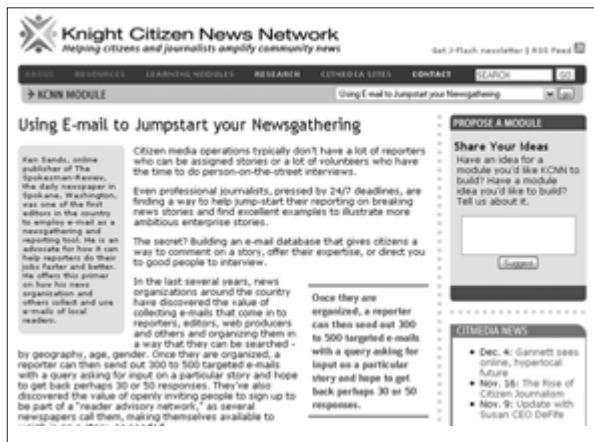 Knight Citizen News Network
Helping citizens and journalists amplify community news
Get J-Flash newsletter | RSS Feed
ABOUT RESOURCES LEARNING MODULES RESEARCH CITMEDIA SITES CONTACT SEARCH GO
KCNN MODULE
Using E-mail to Jumpstart your Newsgathering go
Using E-mail to Jumpstart your Newsgathering
Ken Sands, online
publisher of The
Spokesman-Review,
the daily newspaper in
Spokane, Washington,
was one of the first
editors in the country
to employ e-mail as a
newsgathering and
reporting tool. He is an
advocate for how it can
help reporters do their
jobs faster and better.
He offers this primer
on how his news
organization and
others collect and use
e-mails of local
readers.
Citizen media operations typically don't have a lot of reporters
who can be assigned stories or a lot of volunteers who have
the time to do person-on-the-street interviews.
Even professional journalists, pressed by 24/7 deadlines, are
finding a way to help jump-start their reporting on breaking
news stories and find excellent examples to illustrate more
ambitious enterprise stories.
The secret? Building an e-mail database that gives citizens a
way to comment on a story, offer their expertise, or direct you
to good people to interview.
In the last several years, news
organizations around the country
have discovered the value of
collecting e-mails that come in to
reporters, editors, web producers
and others and organizing them in
a way that they can be searched -
by geography, age, gender. Once they are organized, a
reporter can then send out 300 to 500 targeted e-mails
with a query asking for input on a particular story and hope
to get back perhaps 30 or 50 responses. They've also
discovered the value of openly inviting people to sign up to
be part of a "reader advisory network," as several
newspapers call them, making themselves available to
Once they are
organized, a reporter
can then send out 300
to 500 targeted e-mails
with a query asking for
input on a particular
story and hope to get
back perhaps 30 or 50
responses.
PROPOSE A MODULE
Share Your Ideas
Have an idea for a
module you'd like KCNN to
build? Have a module
idea you'd like to build?
Tell us about it.
Suggest
CITMEDIA NEWS
Dec. 4: Gannett sees
online, hyperlocal
future
Nov. 16: The Rise of
Citizen Journalism
Nov. 9: Update with
Susan CEO DeFife